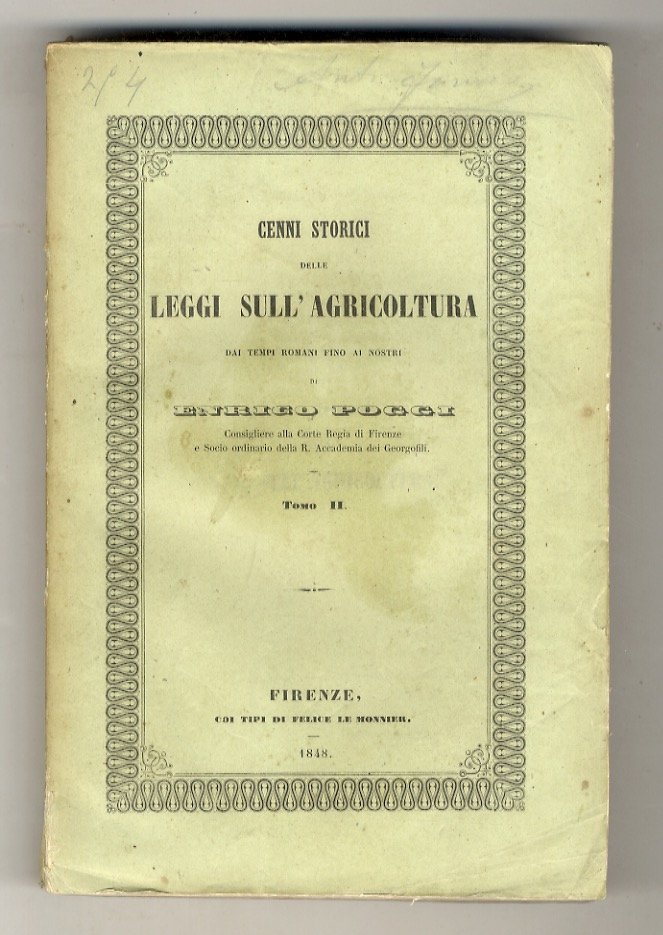 CENNI STORICI
DELLE
LEGGI SULL' AGRICOLTURA
DAI TEMPI ROMANI FINO AI NOSTRI
DI
ENRICO POGGI
Consigliere alla Corte Regia di Firenze
e Socio ordinario della R. Accademia dei Georgofili.
TOMO II.
FIRENZE,
COI TIPI DI FELICE LE MONNIER.
1848.